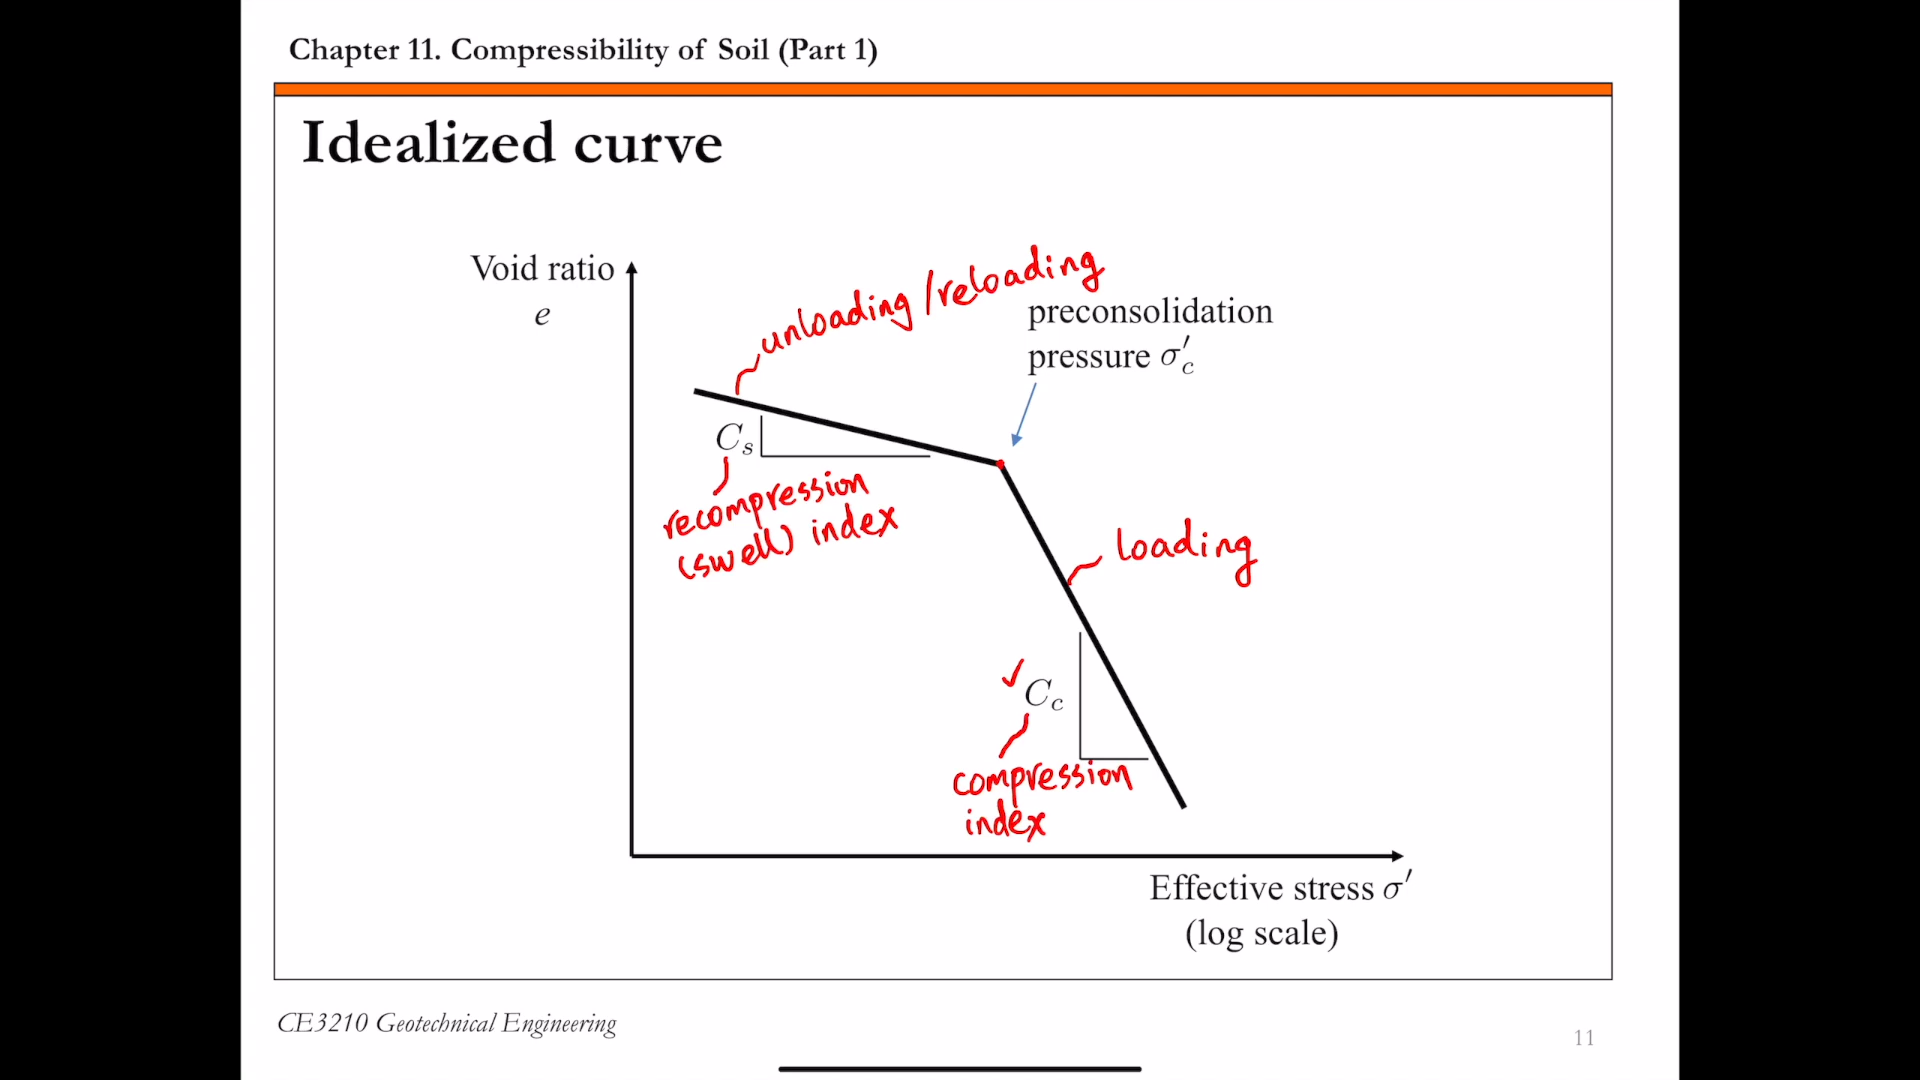 Chapter 11. Compressibility of Soil (Part 1)
Idealized curve
Void ratio
e
unloading/reloading
preconsolidation
pressure σ′c
Cs
recompression
(swell) index
loading
✓
Cc
compression
index
Effective stress σ′
(log scale)
CE3210 Geotechnical Engineering
11